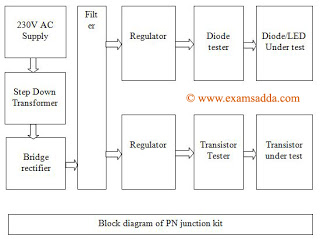 230V AC
Supply
Filt
er
Regulator
Diode
tester
Diode/LED
Under test
© www.examsadda.com
Step Down
Transformer
Bridge
rectifier
Regulator
Transistor
Tester
Transistor
under test
Block diagram of PN junction kit